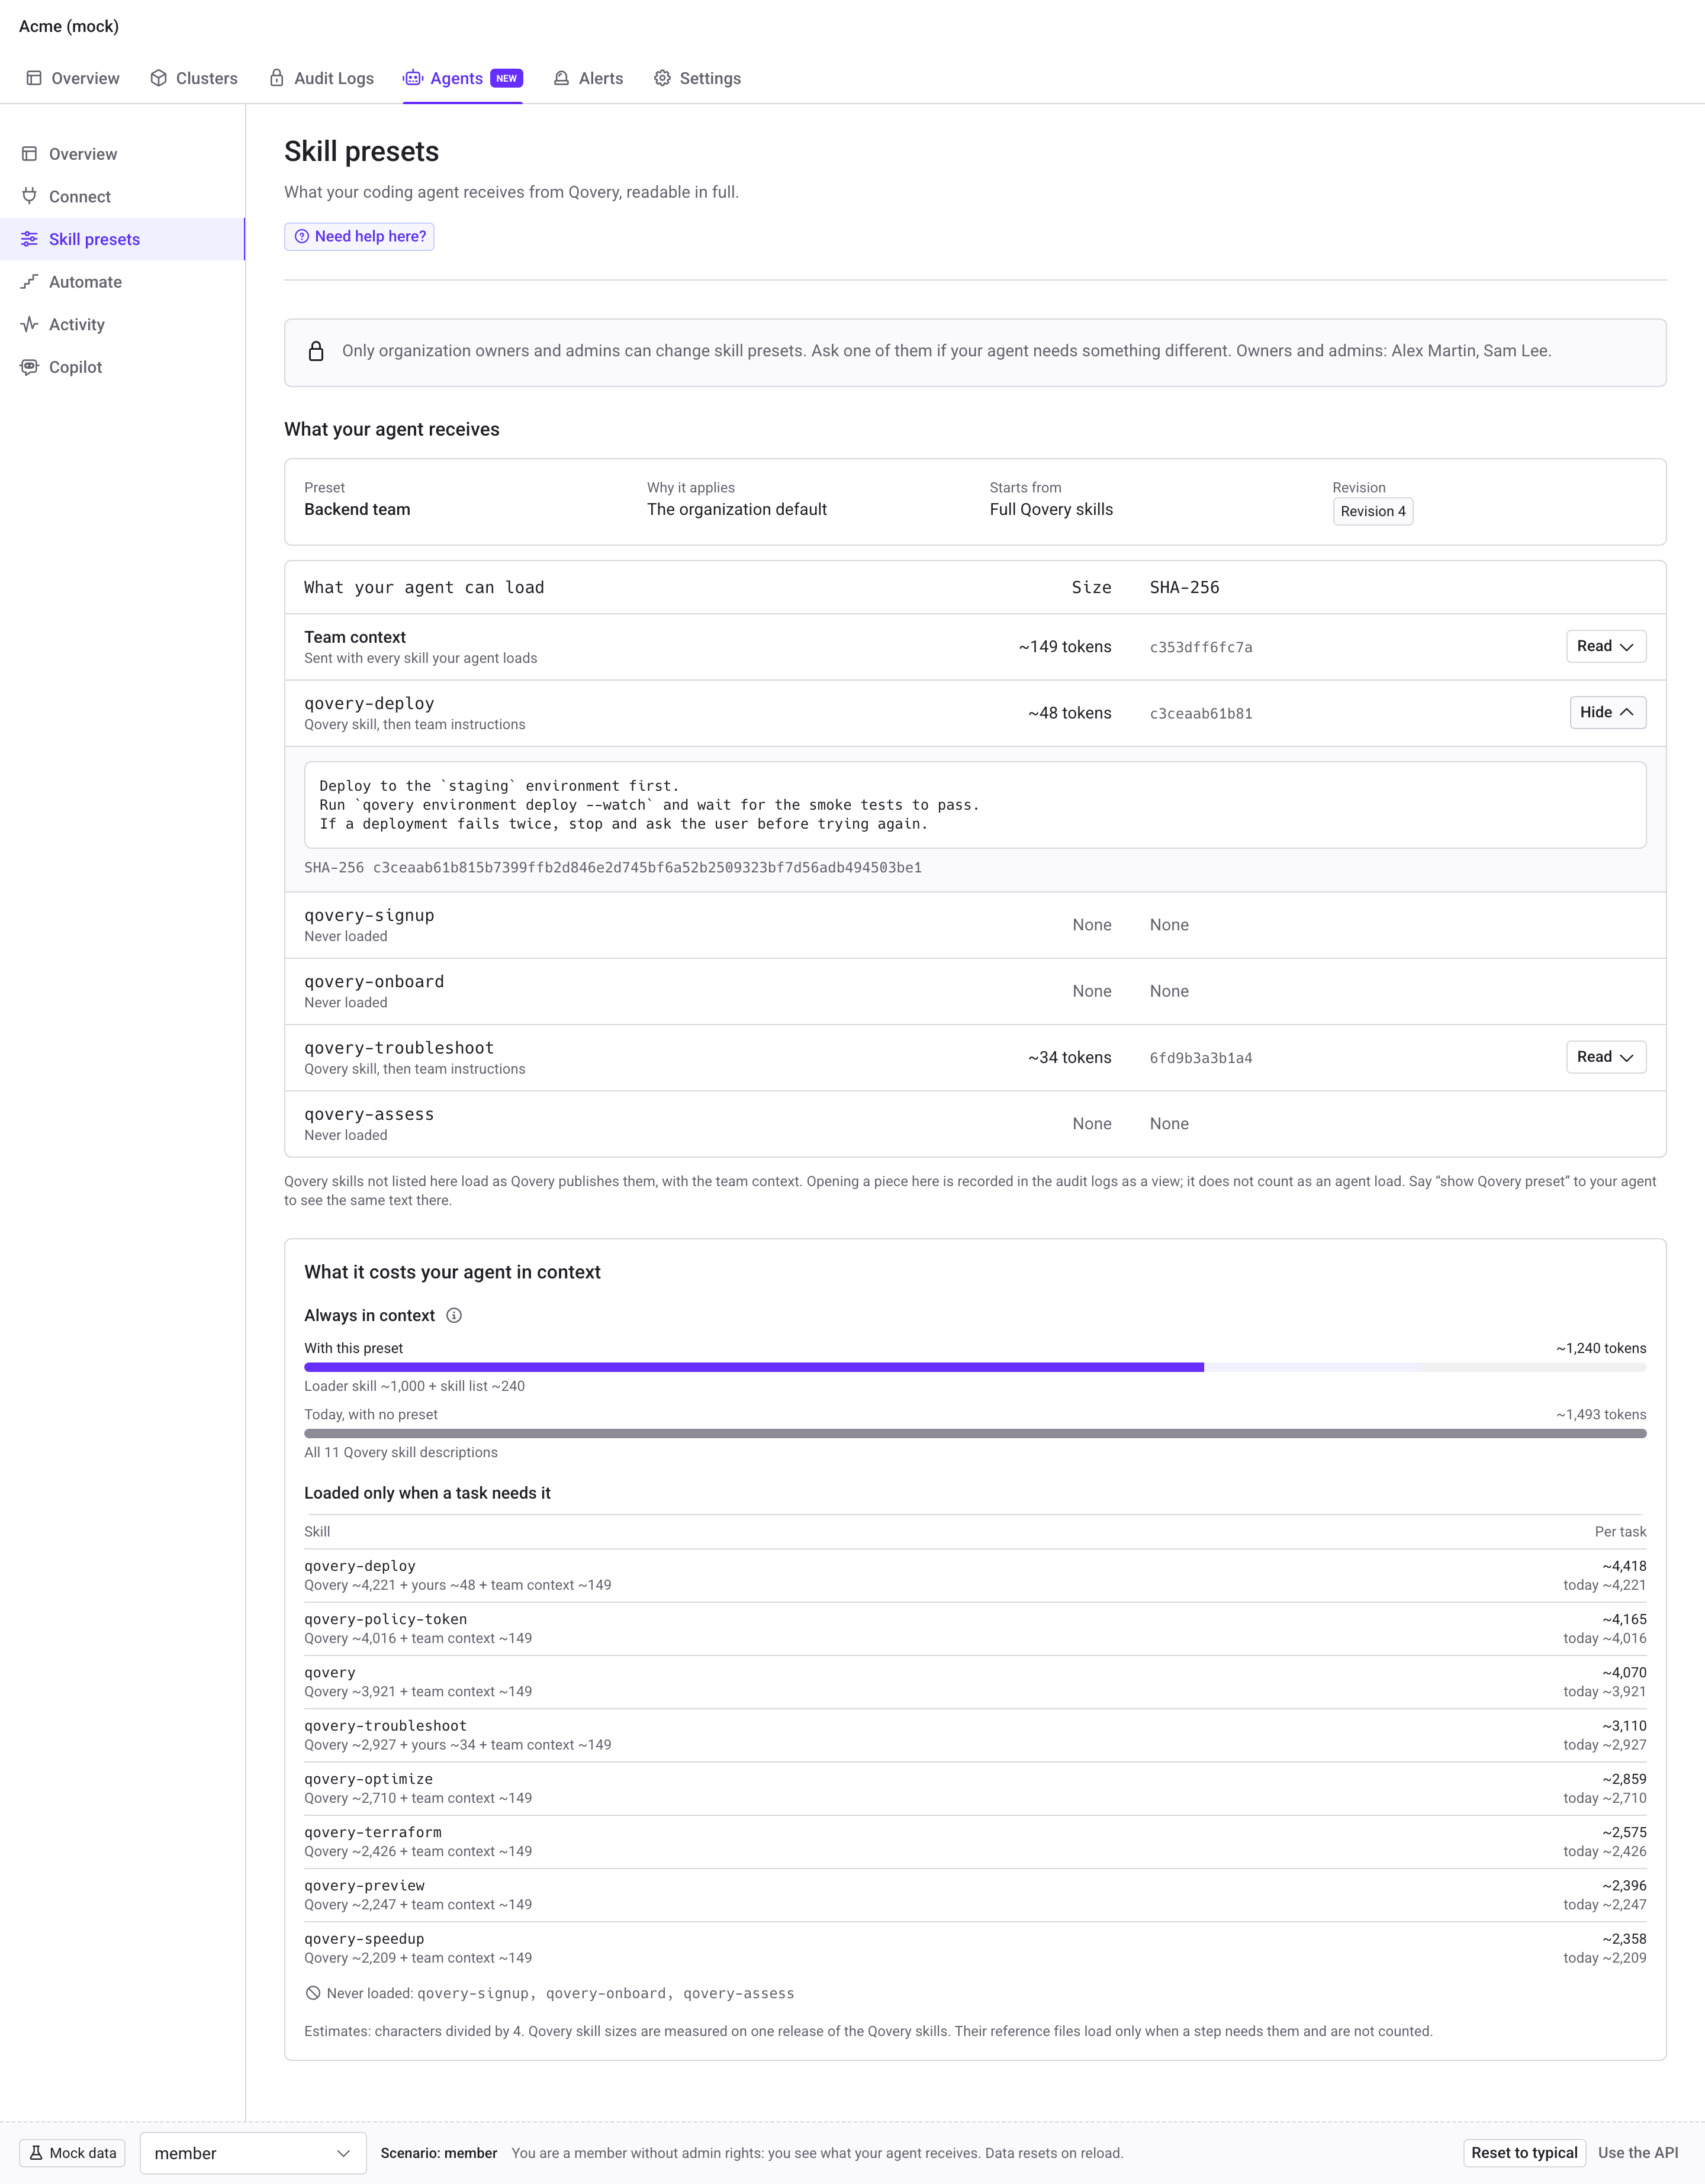 Acme (mock)
Overview
Clusters
Audit Logs
Agents NEW
Alerts
Settings
Overview
Connect
Skill presets
Automate
Activity
Copilot
Skill presets
What your coding agent receives from Qovery, readable in full.
Need help here?
Only organization owners and admins can change skill presets. Ask one of them if your agent needs something different. Owners and admins: Alex Martin, Sam Lee.
What your agent receives
Preset
Backend team
Why it applies
The organization default
Starts from
Full Qovery skills
Revision
Revision 4
What your agent can load Size SHA-256
Team context
Sent with every skill your agent loads
~149 tokens c353dff6fc7a Read
qovery-deploy
Qovery skill, then team instructions
~48 tokens c3ceaab61b81 Hide
Deploy to the `staging` environment first.
Run `qovery environment deploy --watch` and wait for the smoke tests to pass.
If a deployment fails twice, stop and ask the user before trying again.
SHA-256 c3ceaab61b815b7399ffb2d846e2d745bf6a52b2509323bf7d56adb494503be1
qovery-signup
Never loaded
None None
qovery-onboard
Never loaded
None None
qovery-troubleshoot
Qovery skill, then team instructions
~34 tokens 6fd9b3a3b1a4 Read
qovery-assess
Never loaded
None None
Qovery skills not listed here load as Qovery publishes them, with the team context. Opening a piece here is recorded in the audit logs as a view; it does not count as an agent load. Say “show Qovery preset” to your agent
to see the same text there.
What it costs your agent in context
Always in context
With this preset ~1,240 tokens
Loader skill ~1,000 + skill list ~240
Today, with no preset ~1,493 tokens
All 11 Qovery skill descriptions
Loaded only when a task needs it
Skill Per task
qovery-deploy ~4,418
Qovery ~4,221 + yours ~48 + team context ~149 today ~4,221
qovery-policy-token ~4,165
Qovery ~4,016 + team context ~149 today ~4,016
qovery ~4,070
Qovery ~3,921 + team context ~149 today ~3,921
qovery-troubleshoot ~3,110
Qovery ~2,927 + yours ~34 + team context ~149 today ~2,927
qovery-optimize ~2,859
Qovery ~2,710 + team context ~149 today ~2,710
qovery-terraform ~2,575
Qovery ~2,426 + team context ~149 today ~2,426
qovery-preview ~2,396
Qovery ~2,247 + team context ~149 today ~2,247
qovery-speedup ~2,358
Qovery ~2,209 + team context ~149 today ~2,209
Never loaded: qovery-signup, qovery-onboard, qovery-assess
Estimates: characters divided by 4. Qovery skill sizes are measured on one release of the Qovery skills. Their reference files load only when a step needs them and are not counted.
Mock data
member
Scenario: member You are a member without admin rights: you see what your agent receives. Data resets on reload.
Reset to typical
Use the API